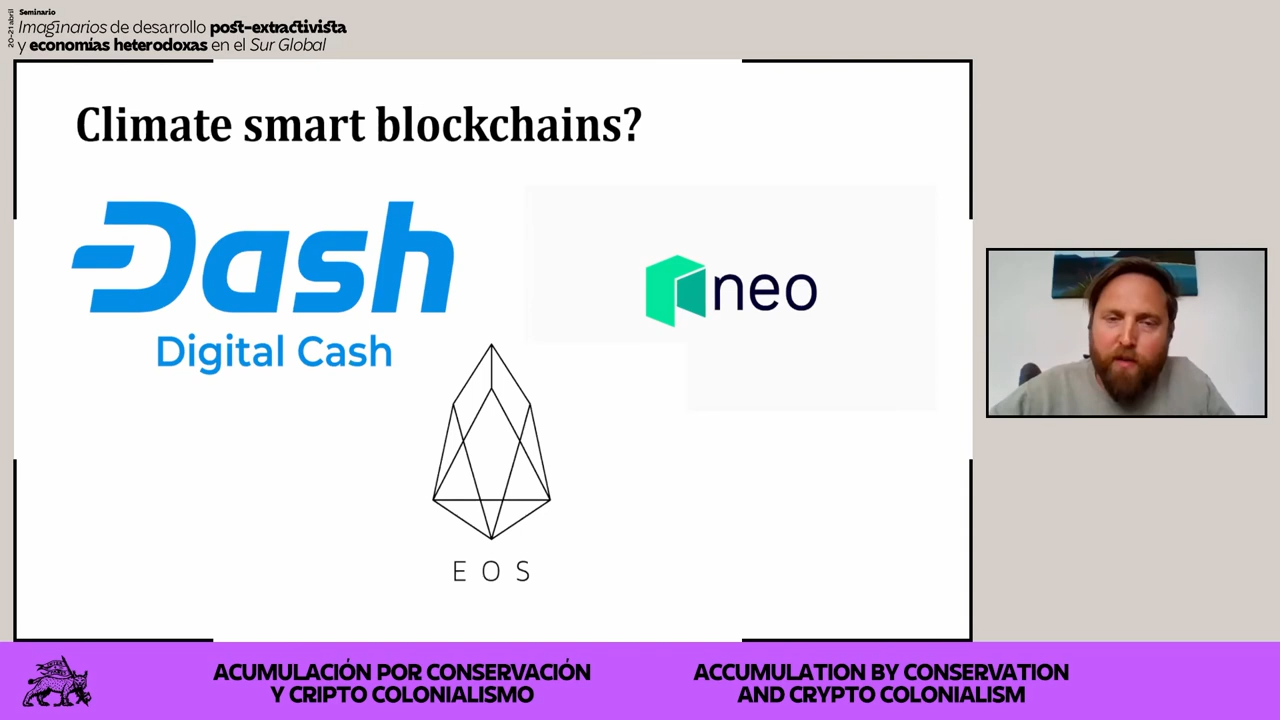 20-21 abril
Seminario
Imaginarios de desarrollo post-extractivista
y economías heterodoxas en el Sur Global
Climate smart blockchains?
Dash
Digital Cash
neo
EOS
ACUMULACIÓN POR CONSERVACIÓN
Y CRIPTO COLONIALISMO
ACCUMULATION BY CONSERVATION
AND CRYPTO COLONIALISM